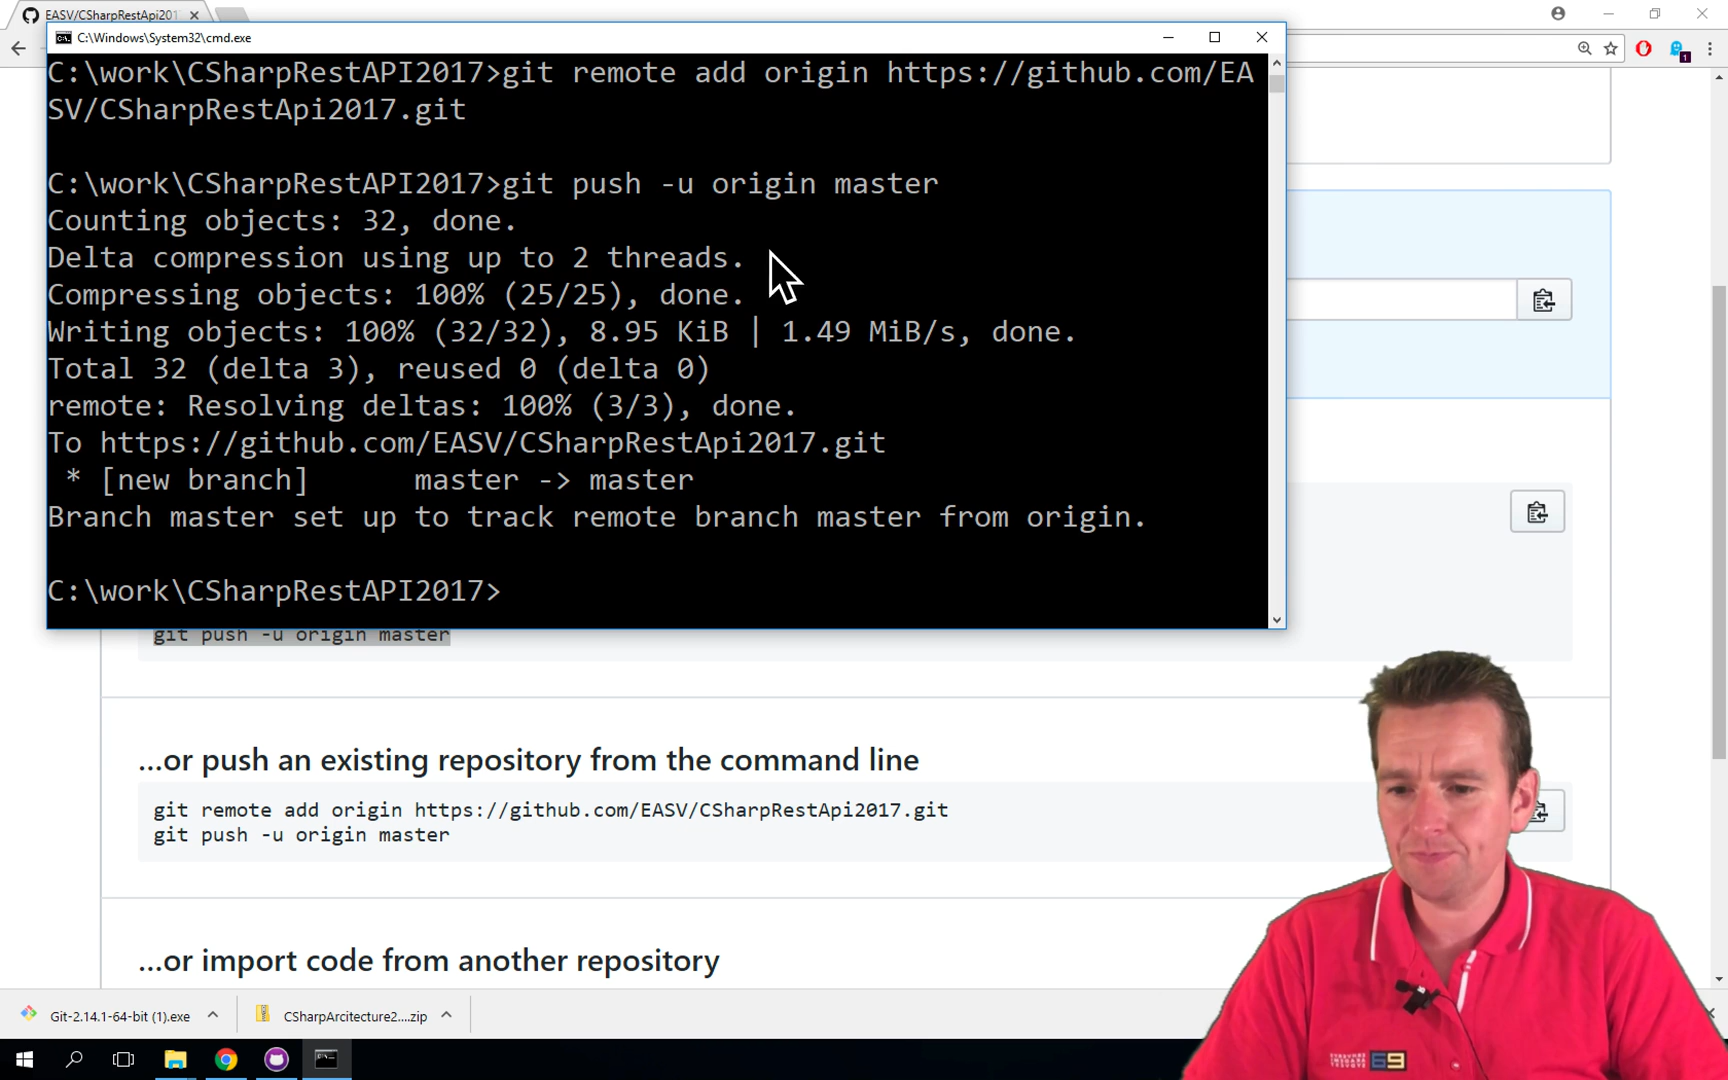 EASV/CSharpRestApi201
C:\Windows\System32\cmd.exe
C:\work\CSharpRestAPI2017>git remote add origin https://github.com/EA
SV/CSharpRestApi2017.git
C:\work\CSharpRestAPI2017>git push -u origin master
Counting objects: 32, done.
Delta compression using up to 2 threads.
Compressing objects: 100% (25/25), done.
Writing objects: 100% (32/32), 8.95 KiB | 1.49 MiB/s, done.
Total 32 (delta 3), reused 0 (delta 0)
remote: Resolving deltas: 100% (3/3), done.
To https://github.com/EASV/CSharpRestApi2017.git
* [new branch]      master -> master
Branch master set up to track remote branch master from origin.
C:\work\CSharpRestAPI2017>
git push -u origin master
...or push an existing repository from the command line
git remote add origin https://github.com/EASV/CSharpRestApi2017.git
git push -u origin master
...or import code from another repository
Git-2.14.1-64-bit (1).exe
CSharpArcitecture2....zip
1
69